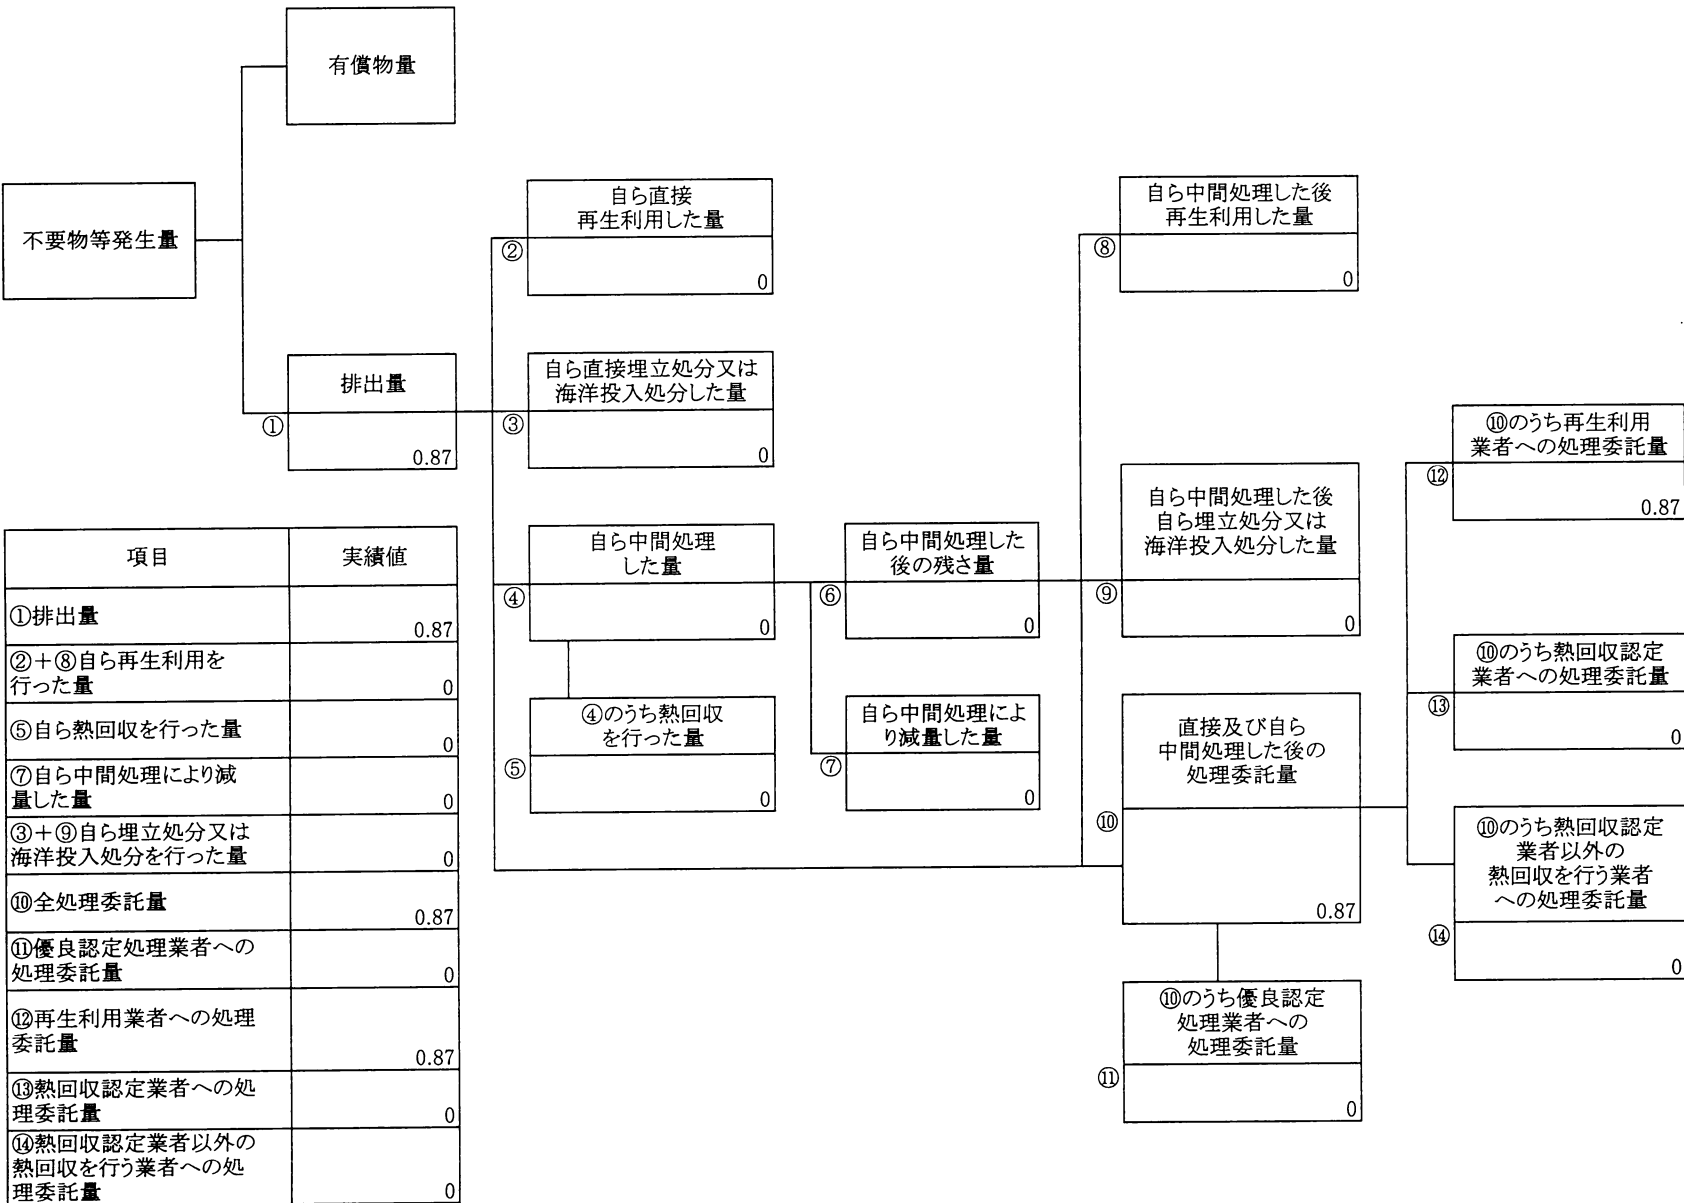 有償物量
不要物等発生量
排出量
①
0.87
自ら直接
再生利用した量
②
0
自ら直接埋立処分又は
海洋投入処分した量
③
0
自ら中間処理
した量
④
0
④のうち熱回収
を行った量
⑤
0
自ら中間処理した
後の残さ量
⑥
0
自ら中間処理によ
り減量した量
⑦
0
自ら中間処理した後
再生利用した量
⑧
0
自ら中間処理した後
自ら埋立処分又は
海洋投入処分した量
⑨
0
直接及び自ら
中間処理した後の
処理委託量
⑩
0.87
⑩のうち優良認定
処理業者への
処理委託量
⑪
0
⑩のうち再生利用
業者への処理委託量
⑫
0.87
⑩のうち熱回収認定
業者への処理委託量
⑬
0
⑩のうち熱回収認定
業者以外の
熱回収を行う業者
への処理委託量
⑭
0
項目 実績値
①排出量
0.87
②+⑧自ら再生利用を
行った量 0
⑤自ら熱回収を行った量
0
⑦自ら中間処理により減
量した量 0
③+⑨自ら埋立処分又は
海洋投入処分を行った量 0
⑩全処理委託量
0.87
⑪優良認定処理業者への
処理委託量 0
⑫再生利用業者への処理
委託量 0.87
⑬熱回収認定業者への処
理委託量 0
⑭熱回収認定業者以外の
熱回収を行う業者への処
理委託量 0